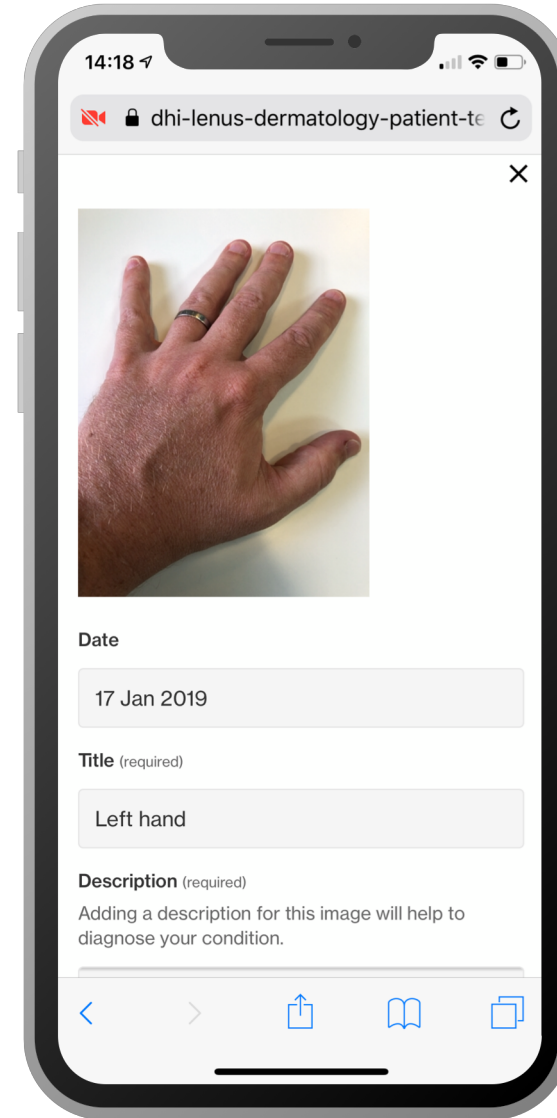 14:18
dhi-lenus-dermatology-patient-te
Date
17 Jan 2019
Title (required)
Left hand
Description (required)
Adding a description for this image will help to
diagnose your condition.